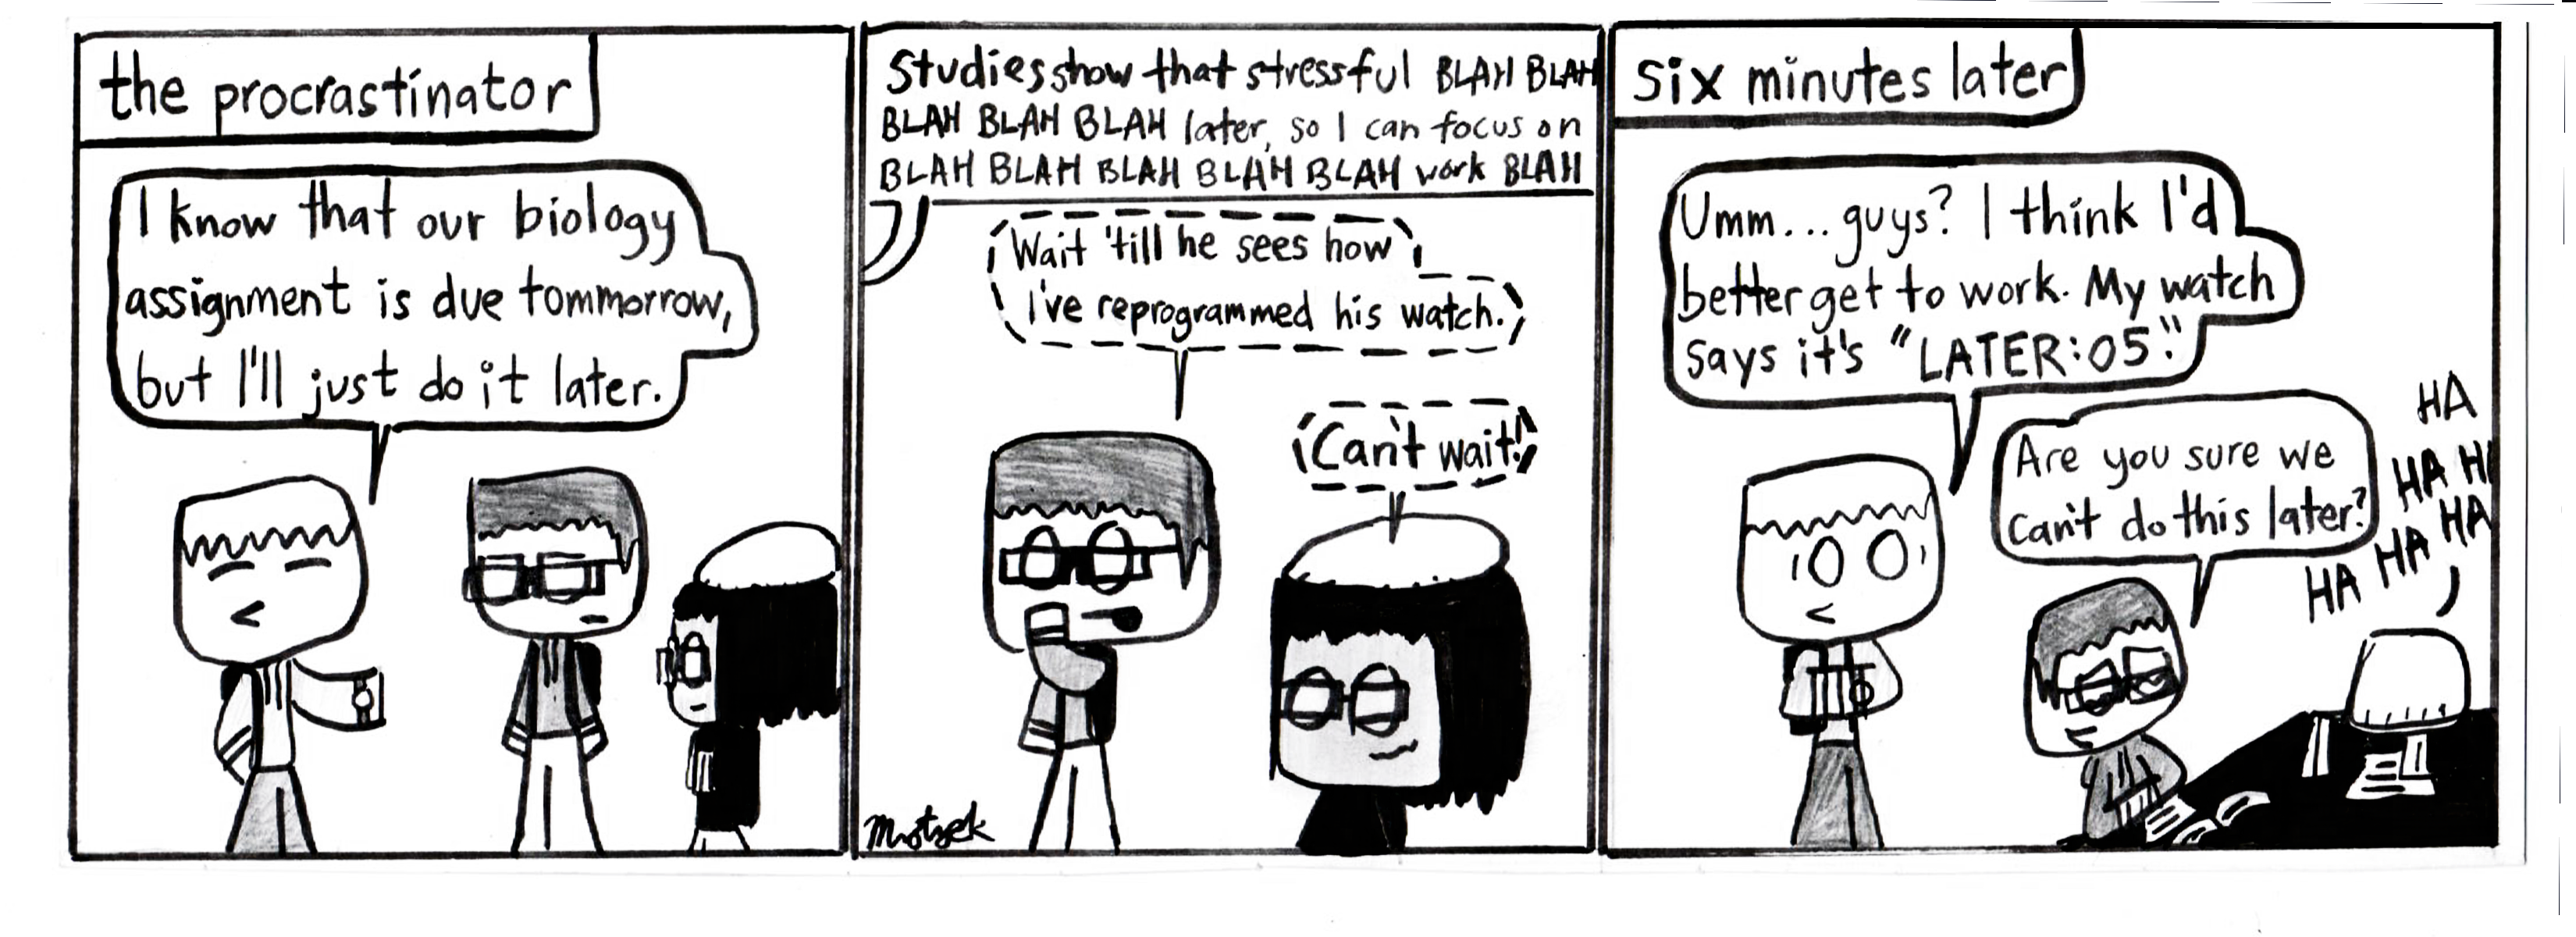 the procrastinator
I know that our biology
assignment is due tommorrow,
but I'll just do it later.
Studies show that stressful BLAH BLAH
BLAH BLAH BLAH later, so I can focus on
BLAH BLAH BLAH BLAH BLAH work BLAH
Wait 'till he sees how
I've reprogrammed his watch.
Can't wait!
Mrotzek
six minutes later
Umm... guys? I think I'd
better get to work. My watch
says it's "LATER:05."
Are you sure we
can't do this later?
HA
HA HA
HA HA
HA